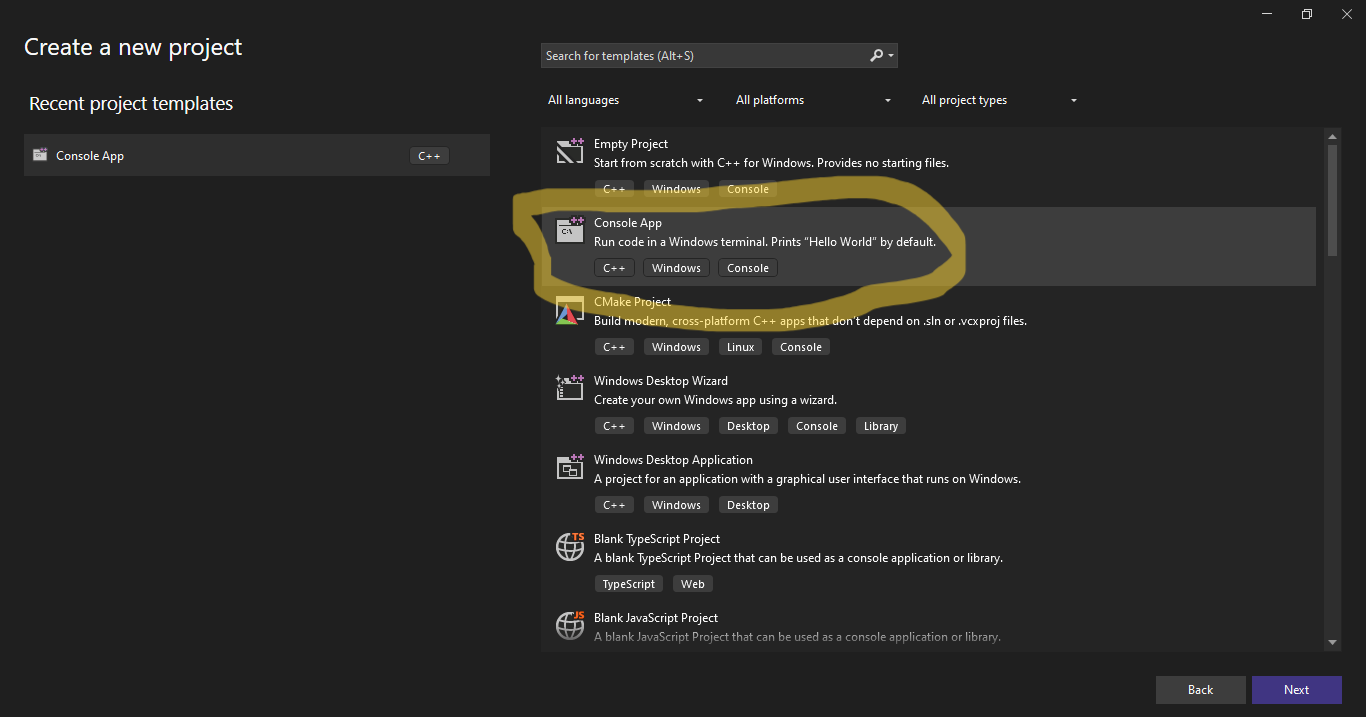 Create a new project
Recent project templates
Console App
C++
Search for templates (Alt+S)
All languages
All platforms
All project types
Empty Project
Start from scratch with C++ for Windows. Provides no starting files.
C++ Windows Console
C:\
Console App
Run code in a Windows terminal. Prints “Hello World” by default.
C++ Windows Console
CMake Project
Build modern, cross-platform C++ apps that don’t depend on .sln or .vcxproj files.
C++ Windows Linux Console
Windows Desktop Wizard
Create your own Windows app using a wizard.
C++ Windows Desktop Console Library
Windows Desktop Application
A project for an application with a graphical user interface that runs on Windows.
C++ Windows Desktop
TS
Blank TypeScript Project
A blank TypeScript Project that can be used as a console application or library.
TypeScript Web
JS
Blank JavaScript Project
A blank JavaScript Project that can be used as a console application or library.
Back Next